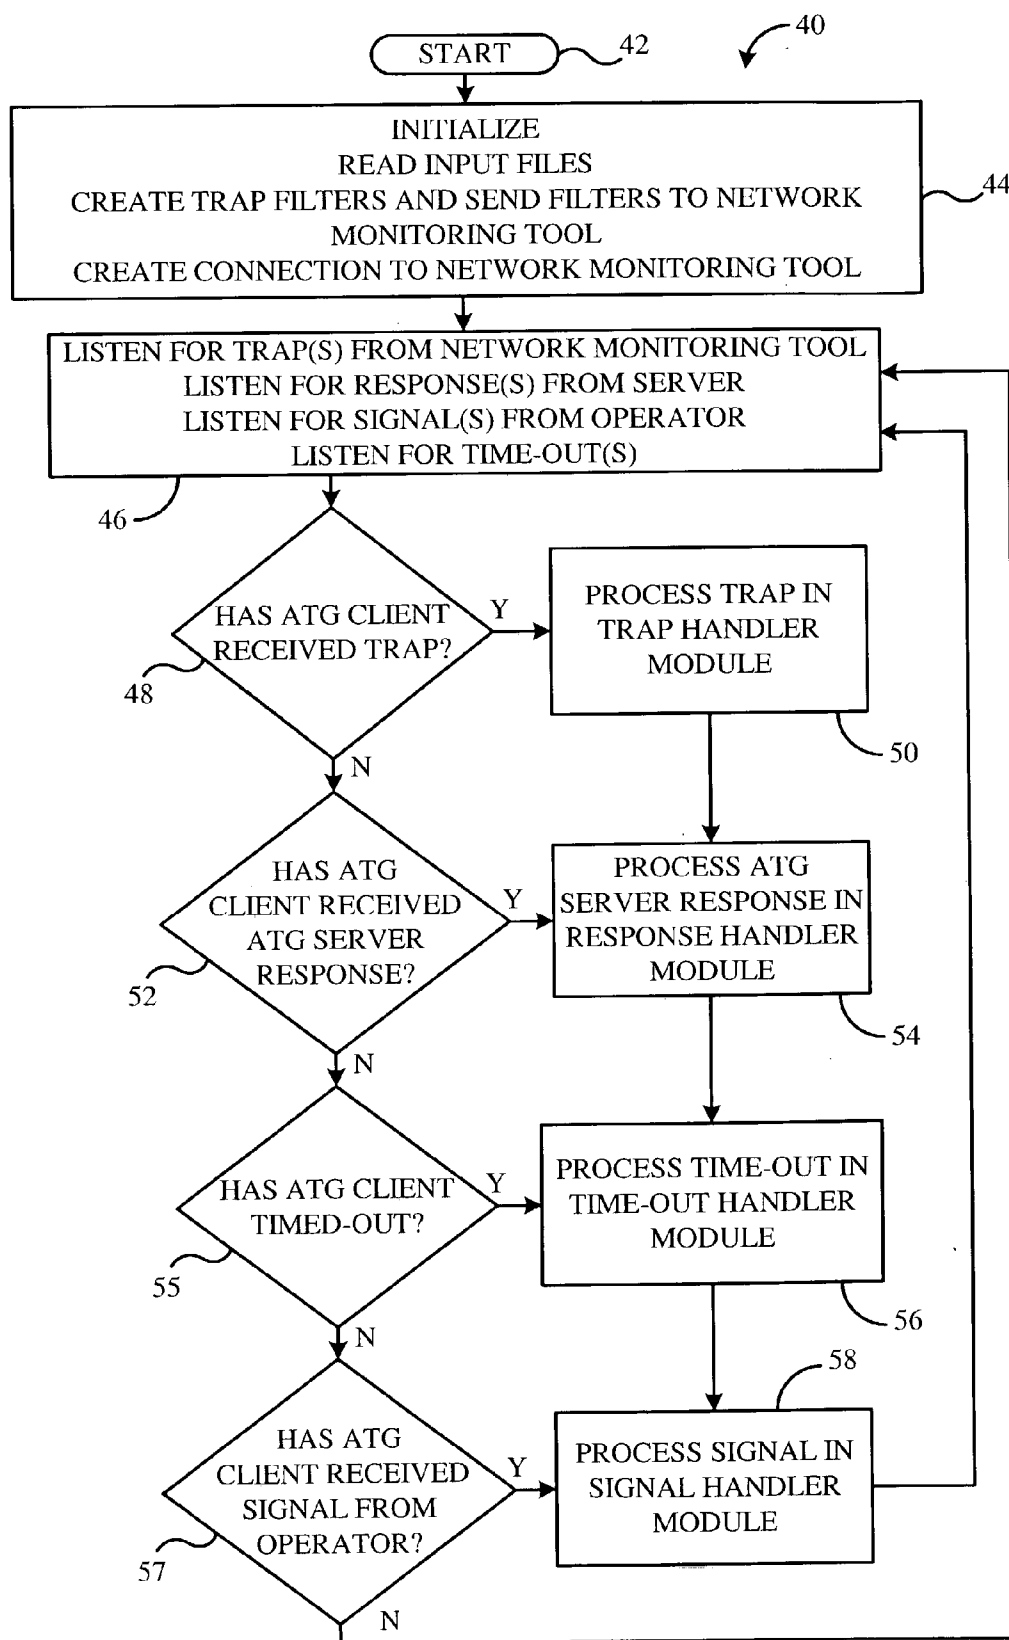 40
START
42
INITIALIZE
READ INPUT FILES
CREATE TRAP FILTERS AND SEND FILTERS TO NETWORK
MONITORING TOOL
CREATE CONNECTION TO NETWORK MONITORING TOOL
44
LISTEN FOR TRAP(S) FROM NETWORK MONITORING TOOL
LISTEN FOR RESPONSE(S) FROM SERVER
LISTEN FOR SIGNAL(S) FROM OPERATOR
LISTEN FOR TIME-OUT(S)
46
HAS ATG CLIENT
RECEIVED TRAP?
48
Y
N
PROCESS TRAP IN
TRAP HANDLER
MODULE
50
HAS ATG
CLIENT RECEIVED
ATG SERVER
RESPONSE?
52
Y
N
PROCESS ATG
SERVER RESPONSE IN
RESPONSE HANDLER
MODULE
54
HAS ATG CLIENT
TIMED-OUT?
55
Y
N
PROCESS TIME-OUT IN
TIME-OUT HANDLER
MODULE
56
HAS ATG
CLIENT RECEIVED
SIGNAL FROM
OPERATOR?
57
Y
N
58
PROCESS SIGNAL IN
SIGNAL HANDLER
MODULE